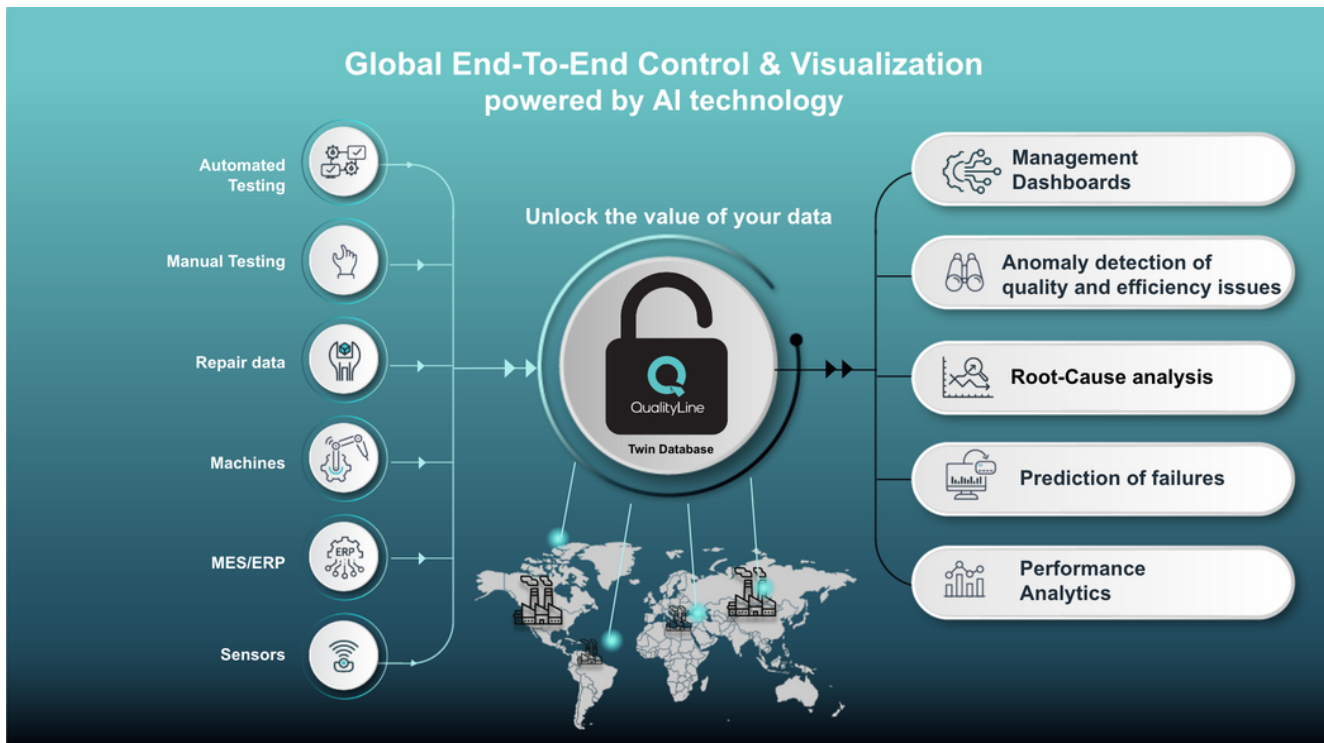 Global End-To-End Control & Visualization
powered by AI technology
Automated
Testing
Manual Testing
Repair data
Machines
MES/ERP
ERP
Sensors
Unlock the value of your data
QualityLine
Twin Database
Management
Dashboards
Anomaly detection of
quality and efficiency issues
Root-Cause analysis
Prediction of failures
Performance
Analytics